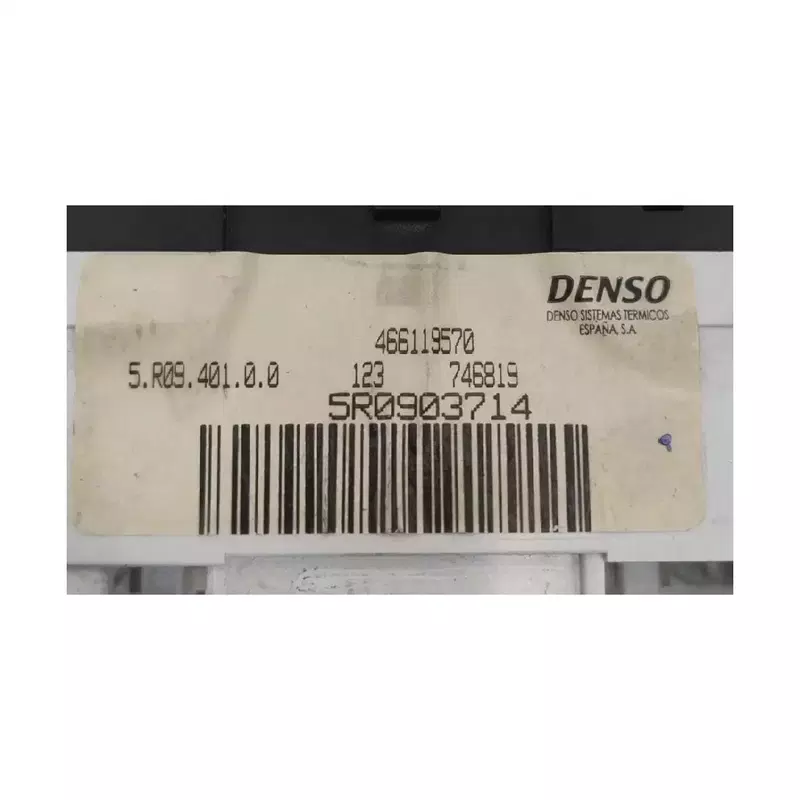 DENSO
DENSO SISTEMAS TERMICOS
ESPAÑA, S.A
466119570
5.R09.401.0.0 123 746819
5R0903714